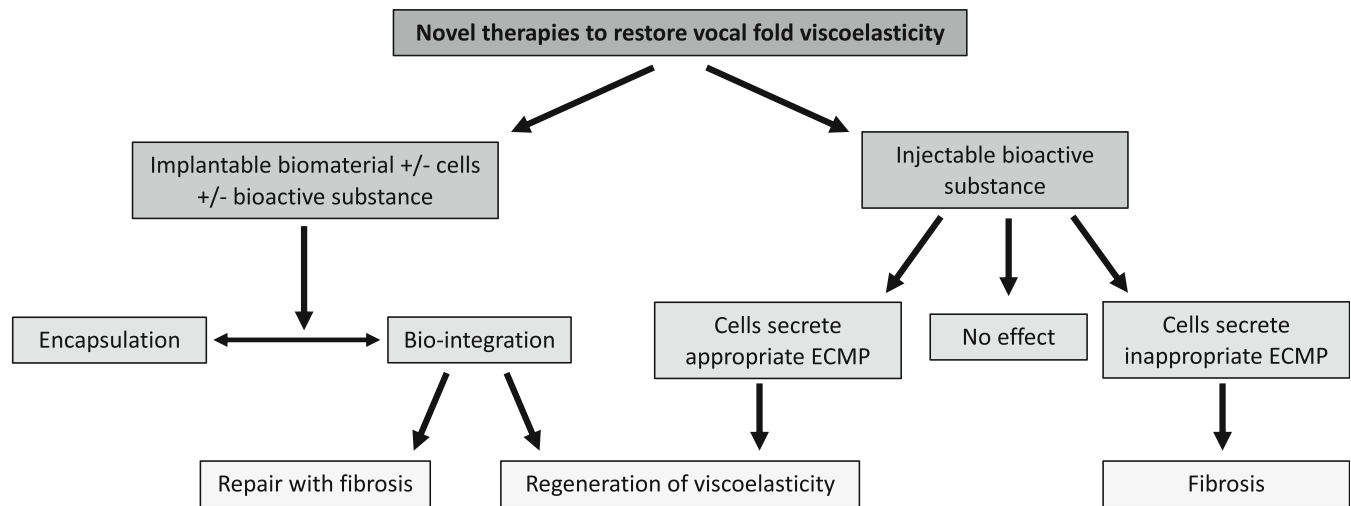 Novel therapies to restore vocal fold viscoelasticity
Implantable biomaterial +/- cells
+/- bioactive substance
Injectable bioactive
substance
Encapsulation
Bio-integration
Cells secrete
appropriate ECMP
No effect
Cells secrete
inappropriate ECMP
Repair with fibrosis
Regeneration of viscoelasticity
Fibrosis